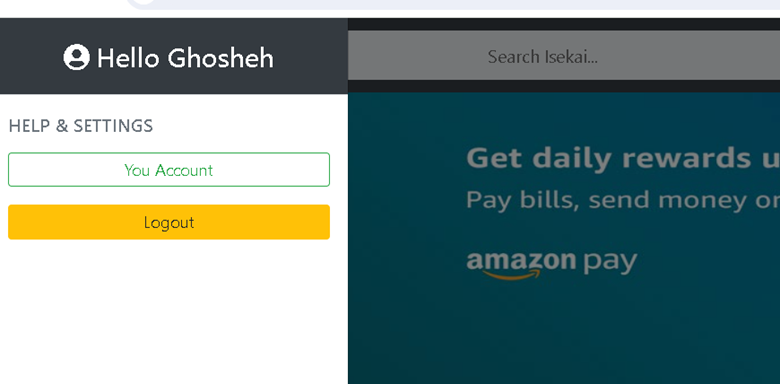 Hello Ghosheh
Search Isekai...
HELP & SETTINGS
You Account
Logout
Get daily rewards u
Pay bills, send money or
amazon pay